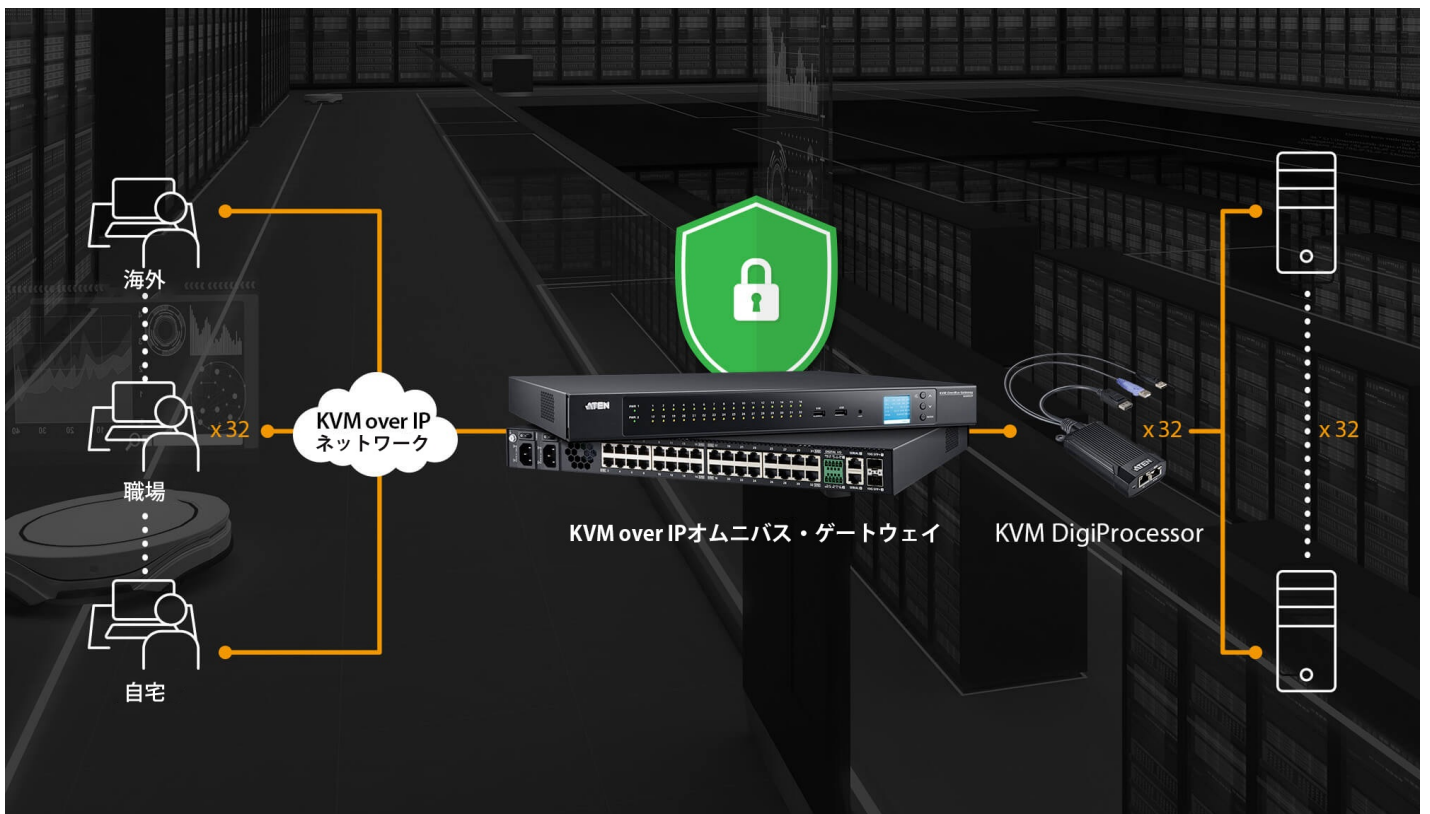 海外
職場
自宅
x 32
KVM over IP
ネットワーク
ATEN
KVM over IPオムニバス・ゲートウェイ
ATEN
KVM DigiProcessor
x 32
x 32